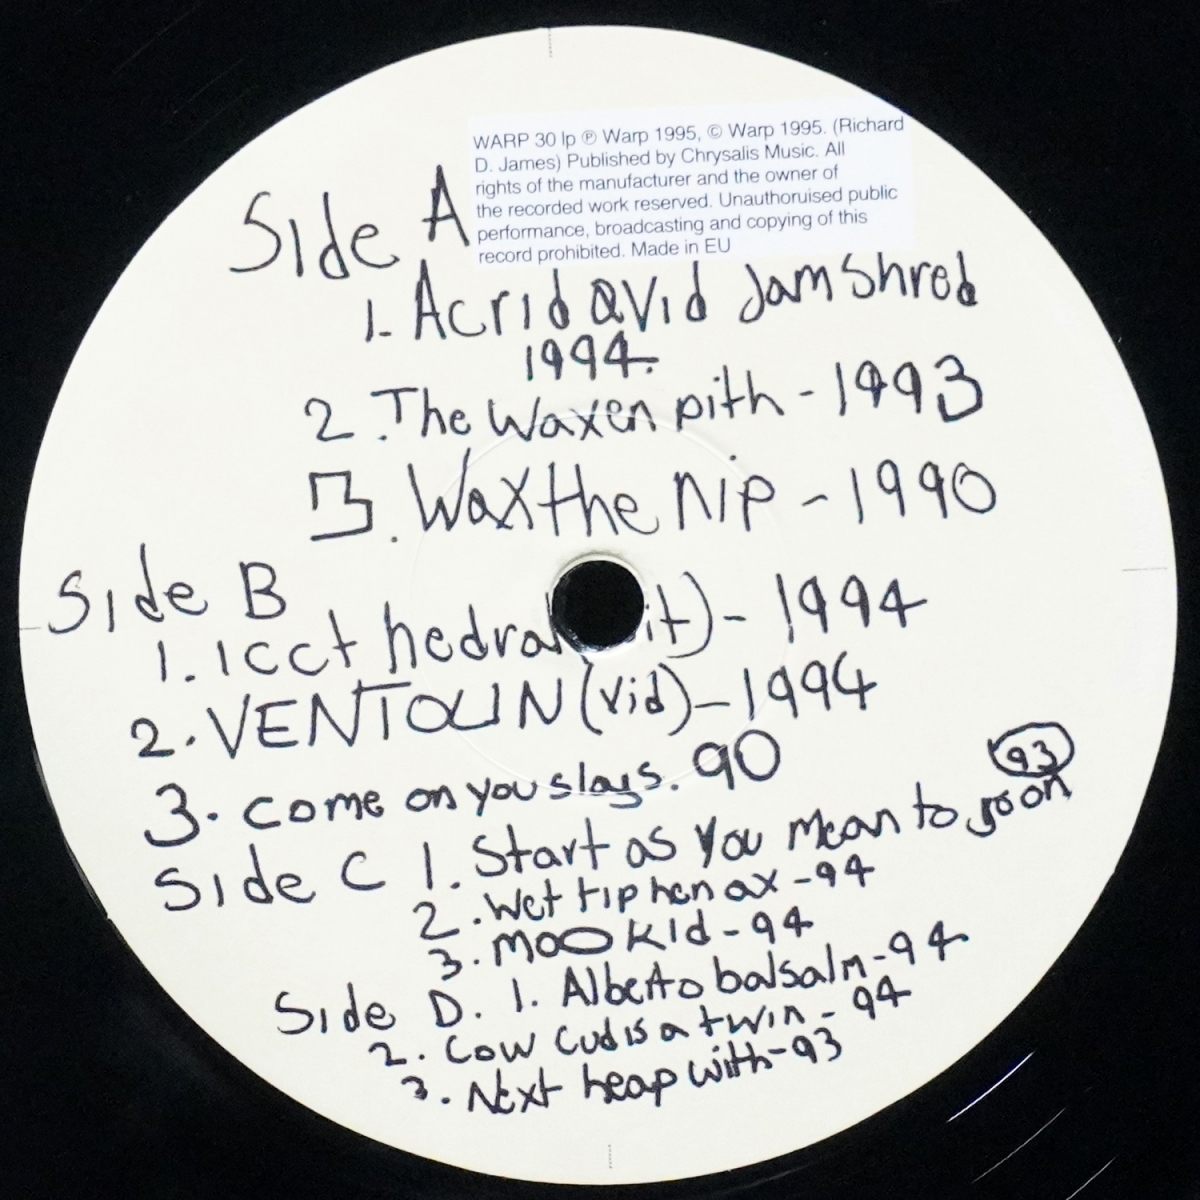 WARP 30 lp ℗ Warp 1995, © Warp 1995. (Richard
D. James) Published by Chrysalis Music. All
rights of the manufacturer and the owner of
the recorded work reserved. Unauthoruised public
performance, broadcasting and copying of this
record prohibited. Made in EU
Side A
1- Acrid avid Jam Shred
1994.
2. The Waxen pith - 1993
3. Wax the nip - 1990
Side B
1. icct hedral it) - 1994
2. VENTOLIN (vid) - 1994
3. come on you slags. 90
93
Side C 1. Start as You Mean to go on
2. Wet tip hen ax - 94
3. MOOKid - 94
Side D. 1. Alberto balsalm - 94
2. Cow cud is a twin - 94
3. Next heap with - 93